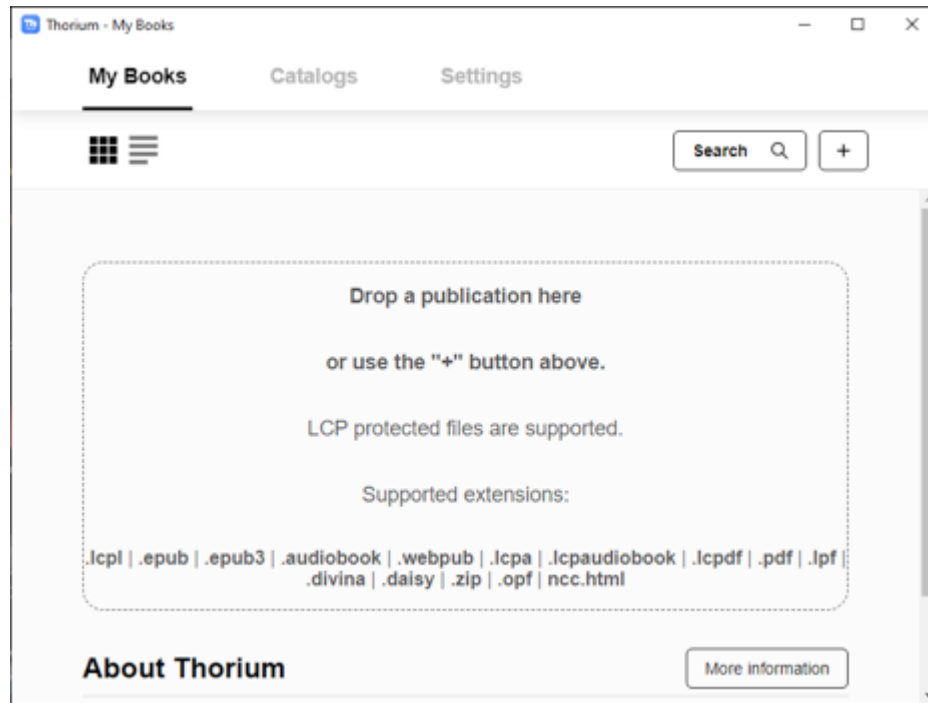 Th Thorium - My Books
My Books Catalogs Settings
Search +
Drop a publication here
or use the "+" button above.
LCP protected files are supported.
Supported extensions:
.lcpl | .epub | .epub3 | .audiobook | .webpub | .lcpa | .lcpaudiobook | .lcpdf | .pdf | .lpf |
.divina | .daisy | .zip | .opf | ncc.html
About Thorium More information